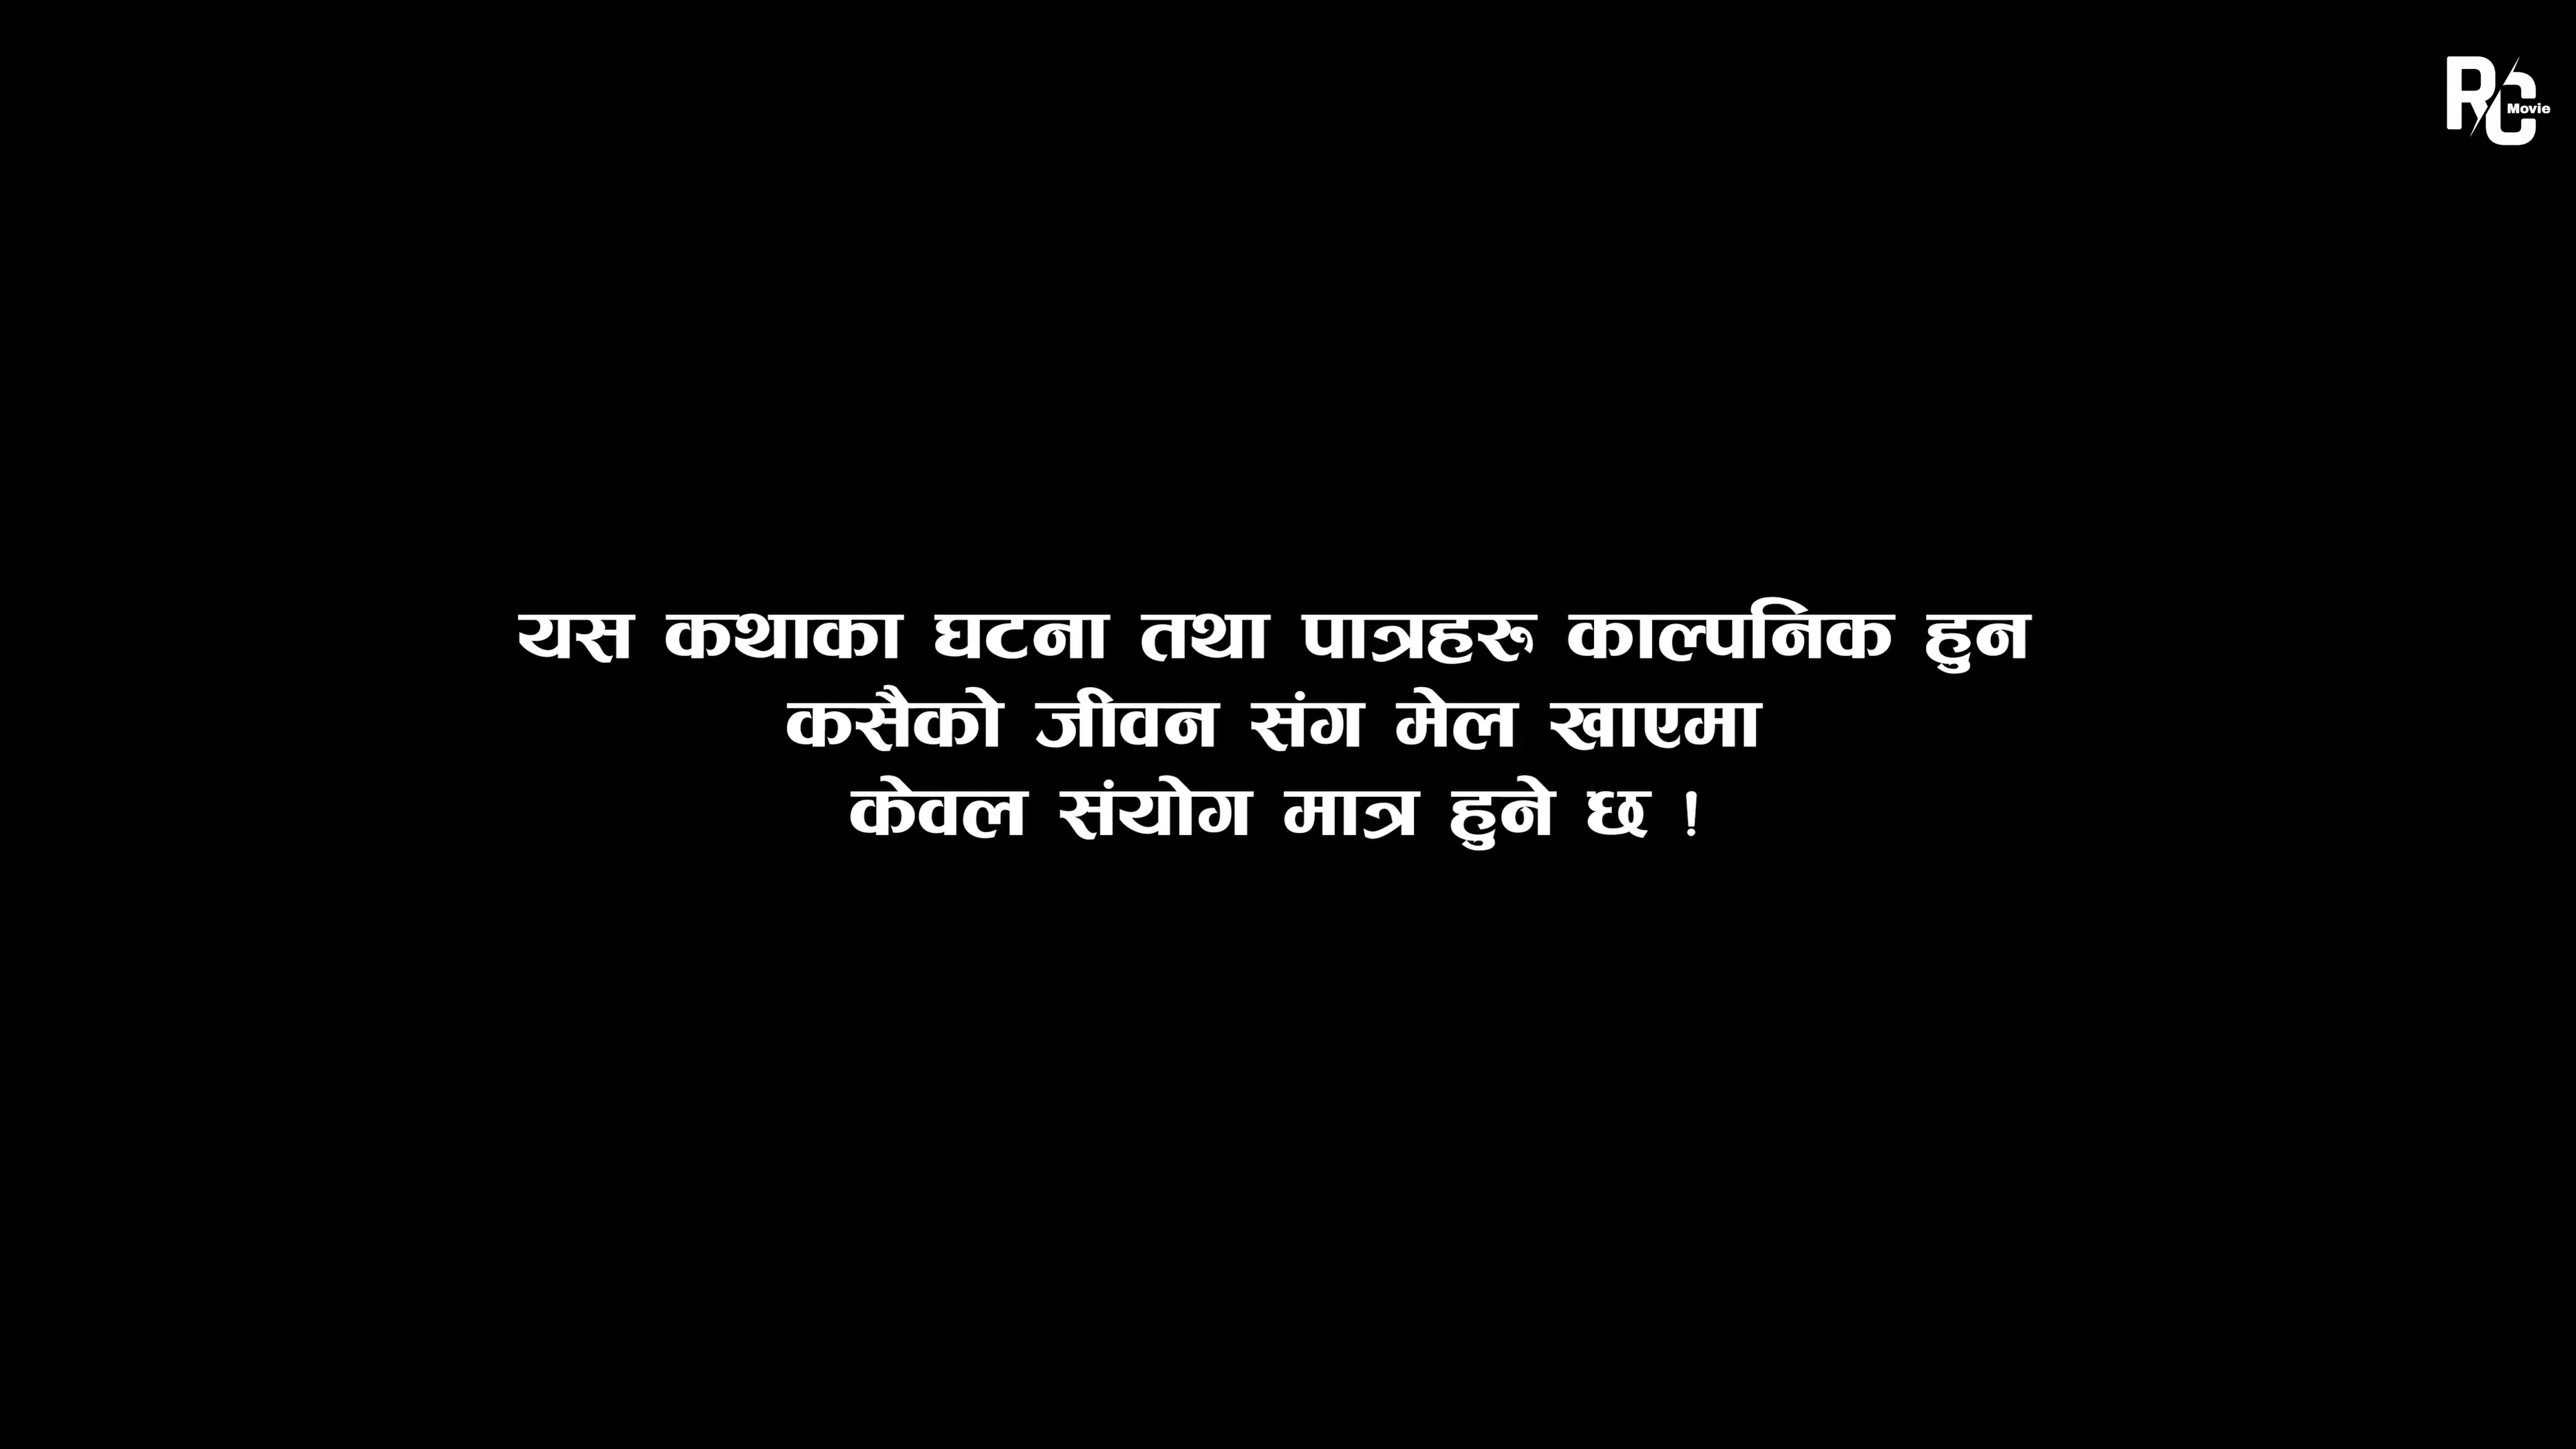 RC Movie
यस कथाका घटना तथा पात्रहरु काल्पनिक हुन
कसैको जीवन संग मेल खाएमा
केवल संयोग मात्र हुने छ !